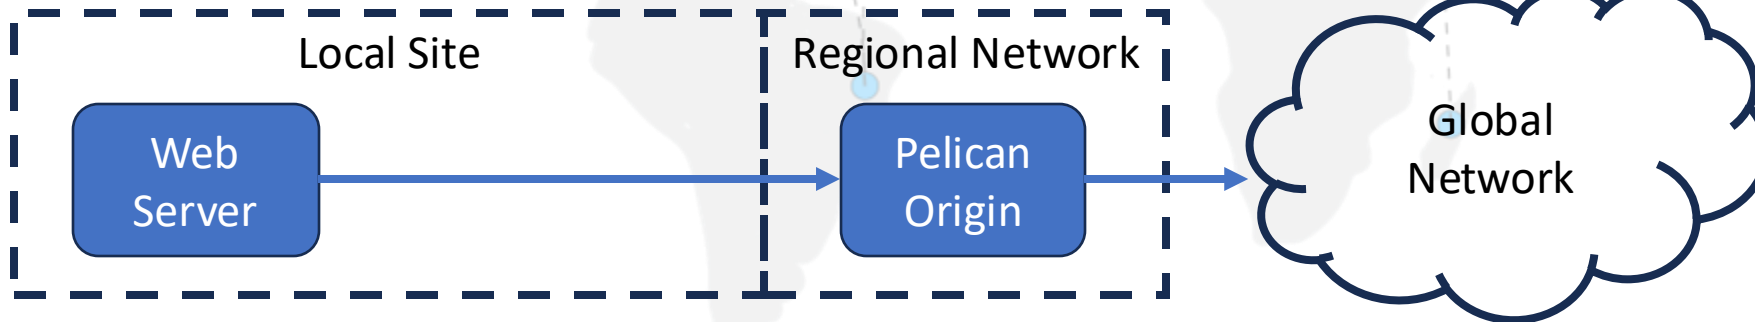 Local Site
Regional Network
Web
Server
Pelican
Origin
Global
Network